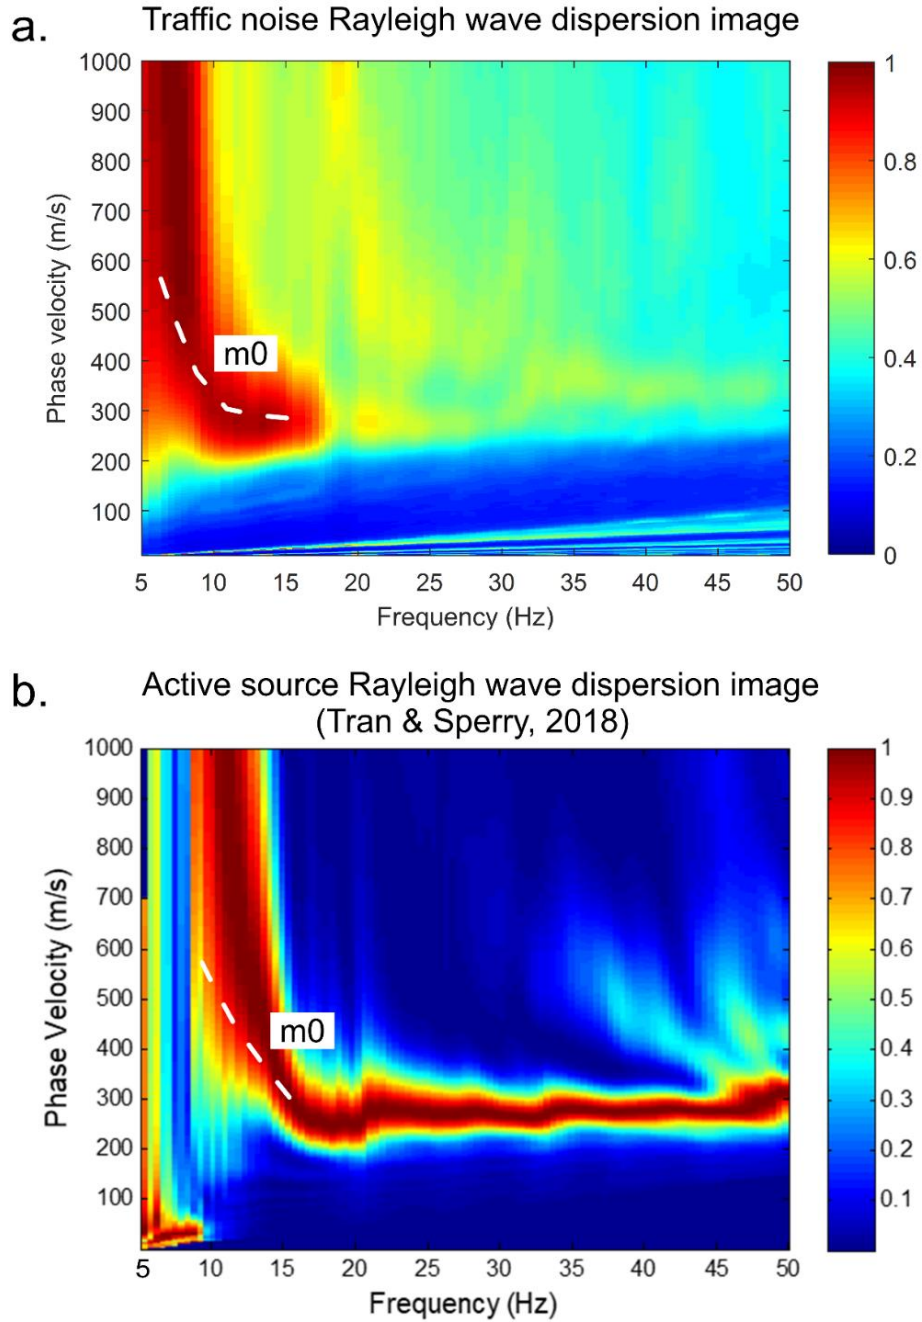 a.
Traffic noise Rayleigh wave dispersion image
1000
900
800
700
600
500
400
300
200
100
Phase velocity (m/s)
m0
5 10 15 20 25 30 35 40 45 50
Frequency (Hz)
1
0.8
0.6
0.4
0.2
0
b.
Active source Rayleigh wave dispersion image
(Tran & Sperry, 2018)
1000
900
800
700
600
500
400
300
200
100
Phase Velocity (m/s)
m0
5 10 15 20 25 30 35 40 45 50
Frequency (Hz)
1
0.9
0.8
0.7
0.6
0.5
0.4
0.3
0.2
0.1